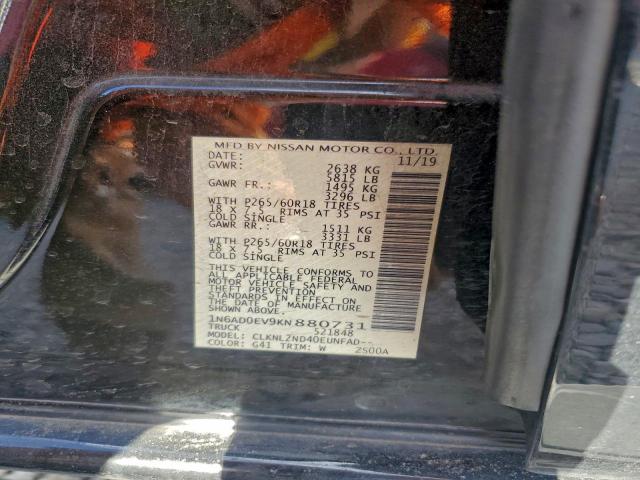 MFD BY NISSAN MOTOR CO., LTD.
DATE: 11/19
GVWR: 2638 KG
5815 LB
GAWR FR.: 1495 KG
3296 LB
WITH P265/60R18 TIRES
18 X 7.5 RIMS AT 35 PSI
COLD SINGLE
GAWR RR.: 1511 KG
3331 LB
WITH P265/60R18 TIRES
18 X 7.5 RIMS AT 35 PSI
COLD SINGLE
THIS VEHICLE CONFORMS TO
ALL APPLICABLE FEDERAL
MOTOR VEHICLE SAFETY AND
THEFT PREVENTION
STANDARDS IN EFFECT ON
THE DATE OF MANUFACTURE
SHOWN ABOVE.
1N6AD0EV9KN880731
TRUCK 521848
MODEL: CLKNLZND40EUNFAD--
COLOR: G41 TRIM: W 2S00A